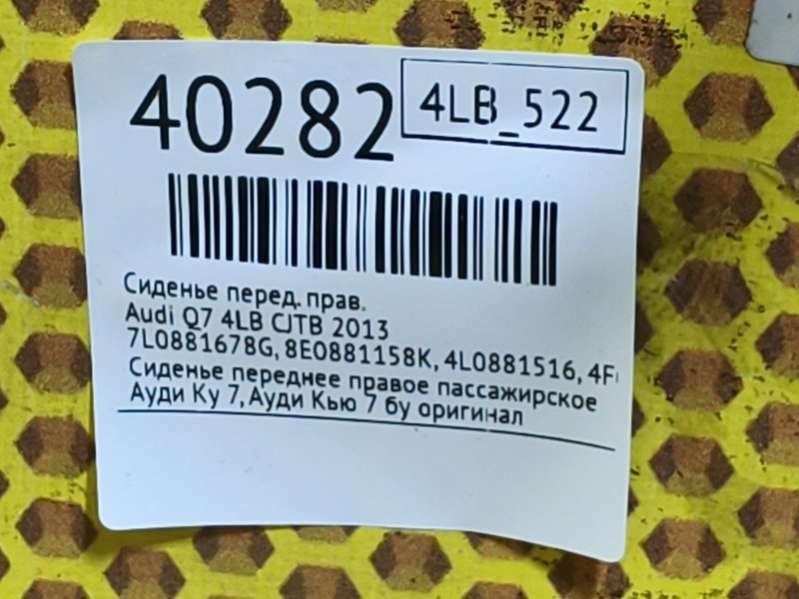 40282
4LB_522
Сиденье перед. прав.
Audi Q7 4LB CJTB 2013
7L0881678G, 8E0881158K, 4L0881516, 4F
Сиденье переднее правое пассажирское
Ауди Ку 7, Ауди Кью 7 бу оригинал